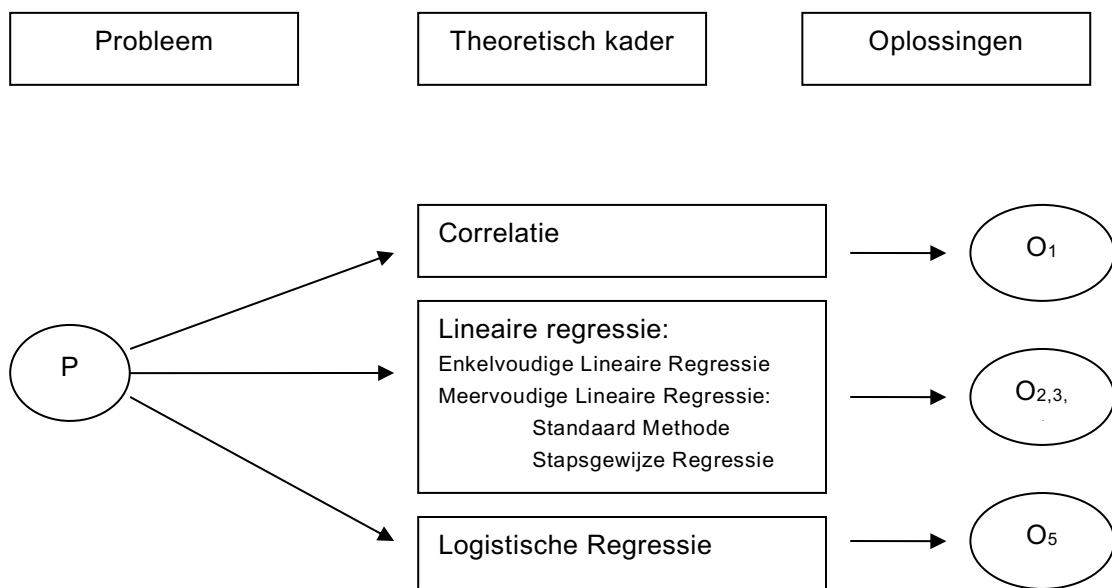 Probleem
Theoretisch kader
Oplossingen
Correlatie
O1
P
Lineaire regressie:
Enkelvoudige Lineaire Regressie
Meervoudige Lineaire Regressie:
Standaard Methode
Stapsgewijze Regressie
O2,3,
Logistische Regressie
O5